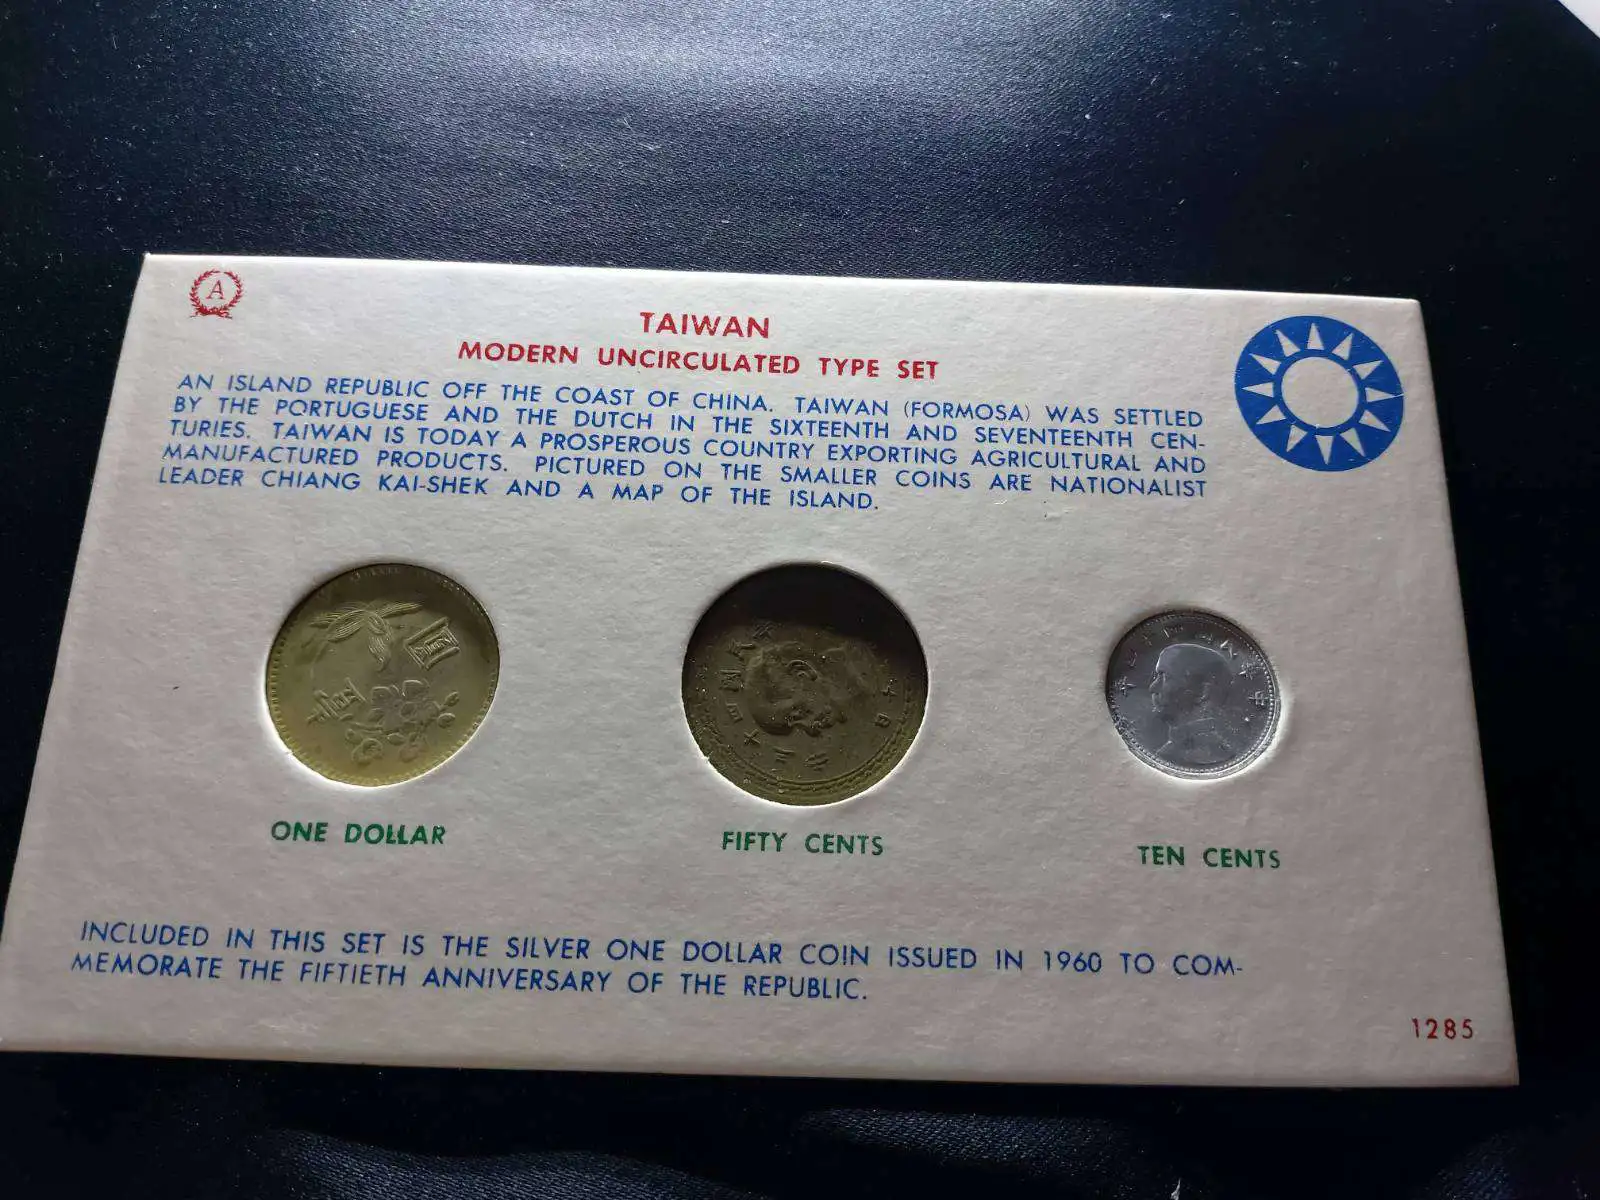 A
TAIWAN
MODERN UNCIRCULATED TYPE SET
AN ISLAND REPUBLIC OFF THE COAST OF CHINA. TAIWAN (FORMOSA) WAS SETTLED
BY THE PORTUGUESE AND THE DUTCH IN THE SIXTEENTH AND SEVENTEENTH CEN-
TURIES. TAIWAN IS TODAY A PROSPEROUS COUNTRY EXPORTING AGRICULTURAL AND
MANUFACTURED PRODUCTS. PICTURED ON THE SMALLER COINS ARE NATIONALIST
LEADER CHIANG KAI-SHEK AND A MAP OF THE ISLAND.
ONE DOLLAR
FIFTY CENTS
TEN CENTS
INCLUDED IN THIS SET IS THE SILVER ONE DOLLAR COIN ISSUED IN 1960 TO COM-
MEMORATE THE FIFTIETH ANNIVERSARY OF THE REPUBLIC.
1285